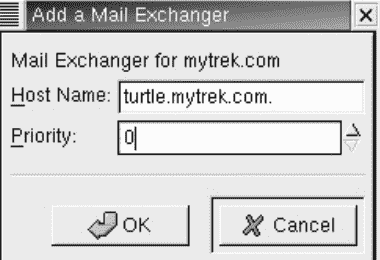 Add a Mail Exchanger
Mail Exchanger for mytrek.com
Host Name: turtle.mytrek.com.
Priority: 0
OK Cancel